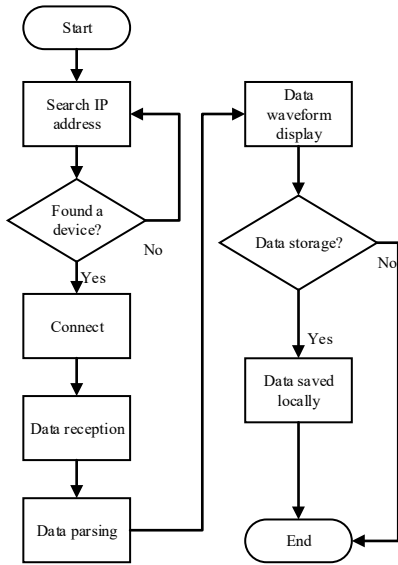 Start
Search IP
address
Found a
device?
No
Yes
Connect
Data reception
Data parsing
Data
waveform
display
Data storage?
No
Yes
Data saved
locally
End